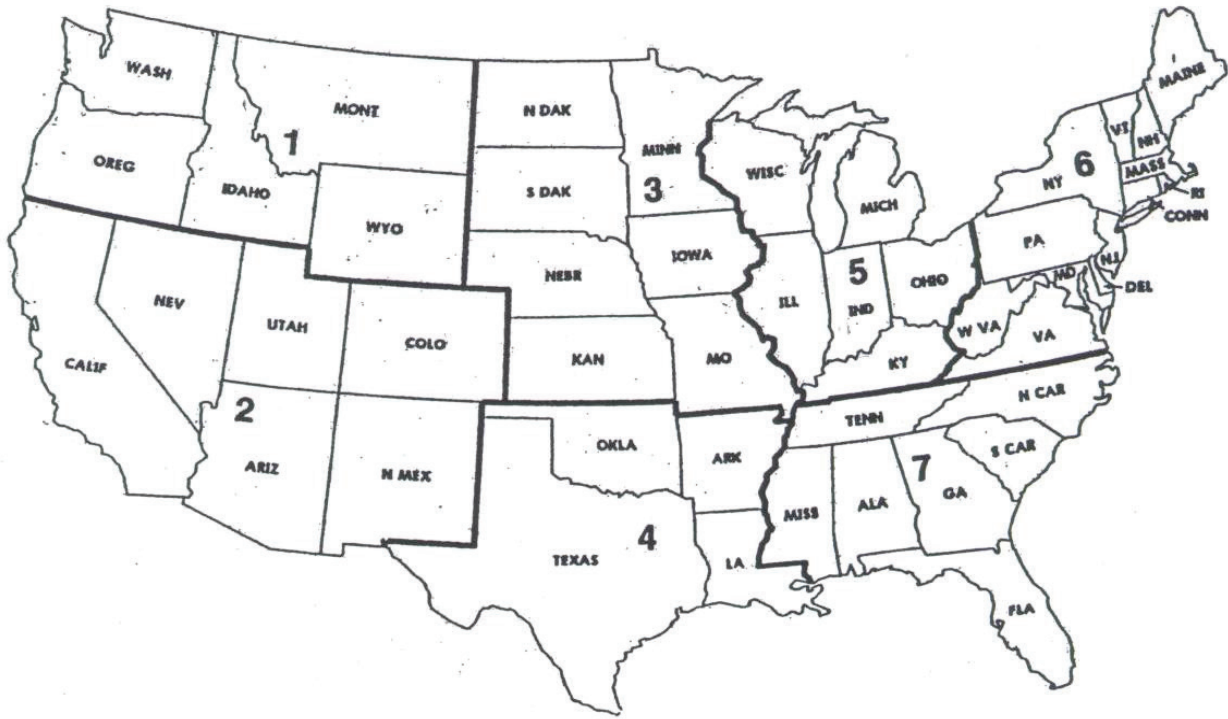 WASH
MONT
N DAK
MINN
MAINE
VT
NH
1
OREG
IDAHO
S DAK
3
WISC
MICH
NY
6
MASS
RI
CONN
WYO
NEBR
IOWA
PA
NJ
NEV
UTAH
COLO
KAN
MO
ILL
5
IND
OHIO
MD
DEL
W VA
VA
CALIF
KY
2
ARIZ
N MEX
OKLA
ARK
TENN
N CAR
S CAR
TEXAS
4
LA
MISS
ALA
7
GA
FLA